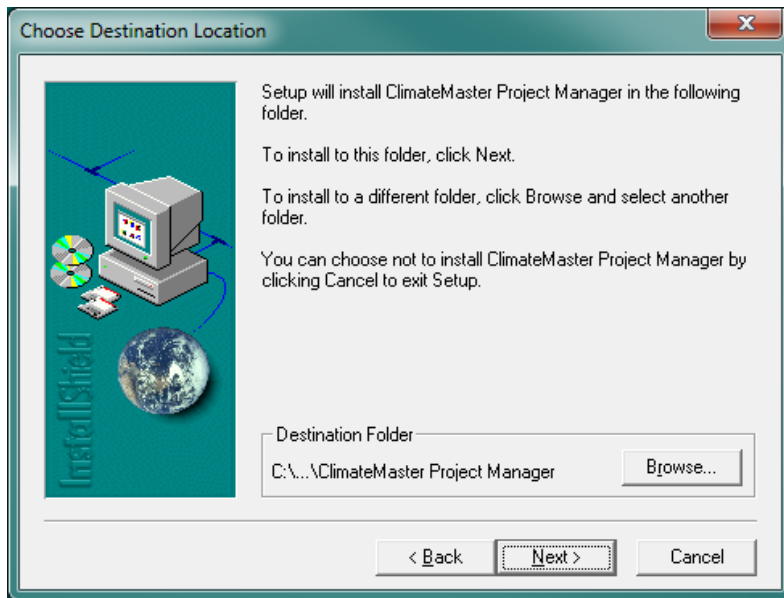 Choose Destination Location
Setup will install ClimateMaster Project Manager in the following
folder.
To install to this folder, click Next.
To install to a different folder, click Browse and select another
folder.
You can choose not to install ClimateMaster Project Manager by
clicking Cancel to exit Setup.
InstallShield
Destination Folder
C:\...\ClimateMaster Project Manager
Browse...
< Back
Next >
Cancel